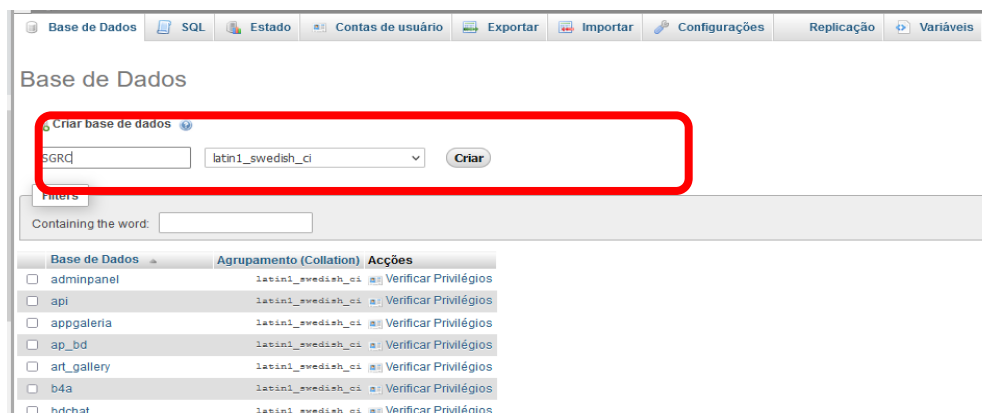 Base de Dados SQL Estado Contas de usuário Exportar Importar Configurações Replicação Variáveis
Base de Dados
Criar base de dados
SGRC latin1_swedish_ci Criar
Filters
Containing the word:
Base de Dados Agrupamento (Collation) Acções
adminpanel latin1_swedish_ci Verificar Privilégios
api latin1_swedish_ci Verificar Privilégios
appgaleria latin1_swedish_ci Verificar Privilégios
ap_bd latin1_swedish_ci Verificar Privilégios
art_gallery latin1_swedish_ci Verificar Privilégios
b4a latin1_swedish_ci Verificar Privilégios
bdchat latin1_swedish_ci Verificar Privilégios